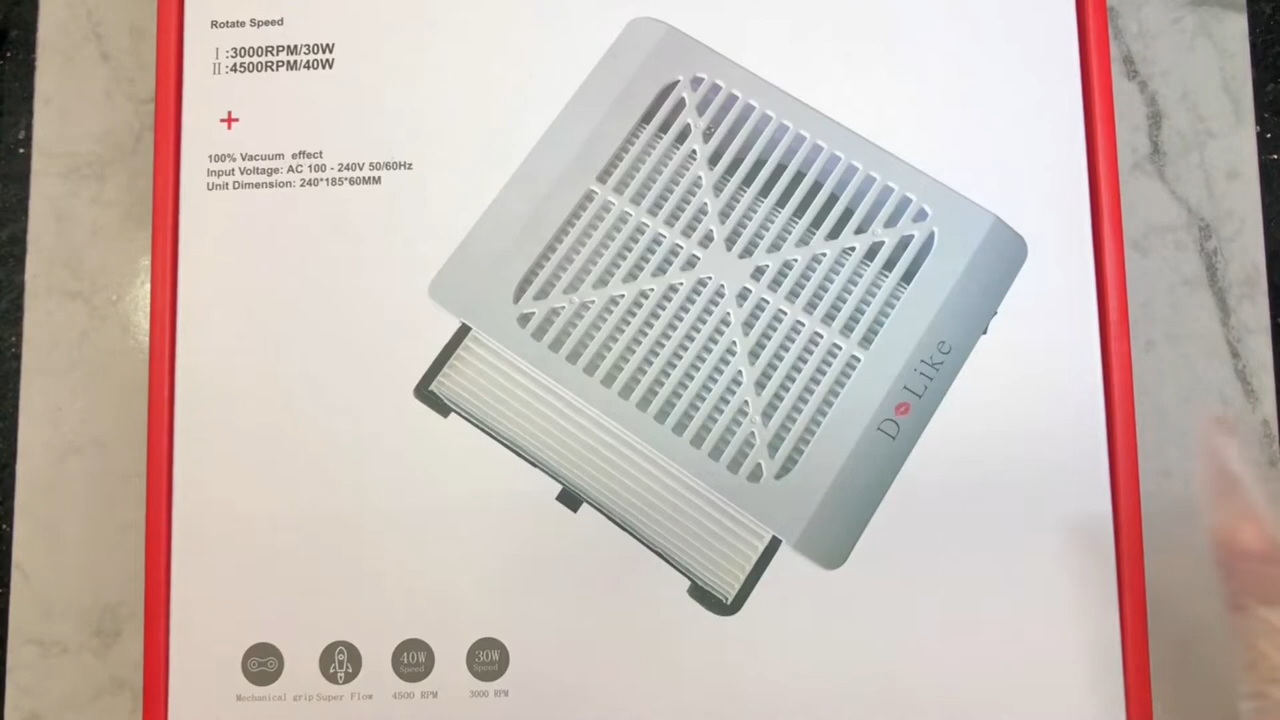 Rotate Speed
I :3000RPM/30W
II :4500RPM/40W
+
100% Vacuum effect
Input Voltage: AC 100 - 240V 50/60Hz
Unit Dimension: 240*185*60MM
D Like
40W
Speed
30W
Speed
Mechanical grip
Super Flow
4500 RPM
3000 RPM